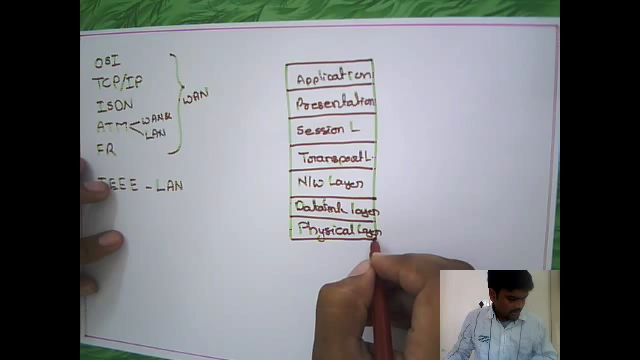 OSI
TCP/IP
ISDN
ATM WAN&
LAN
FR
WAN
IEEE - LAN
Application
Presentation
Session L
Transport L.
N/w Layer
Datalink layer
Physical Layer